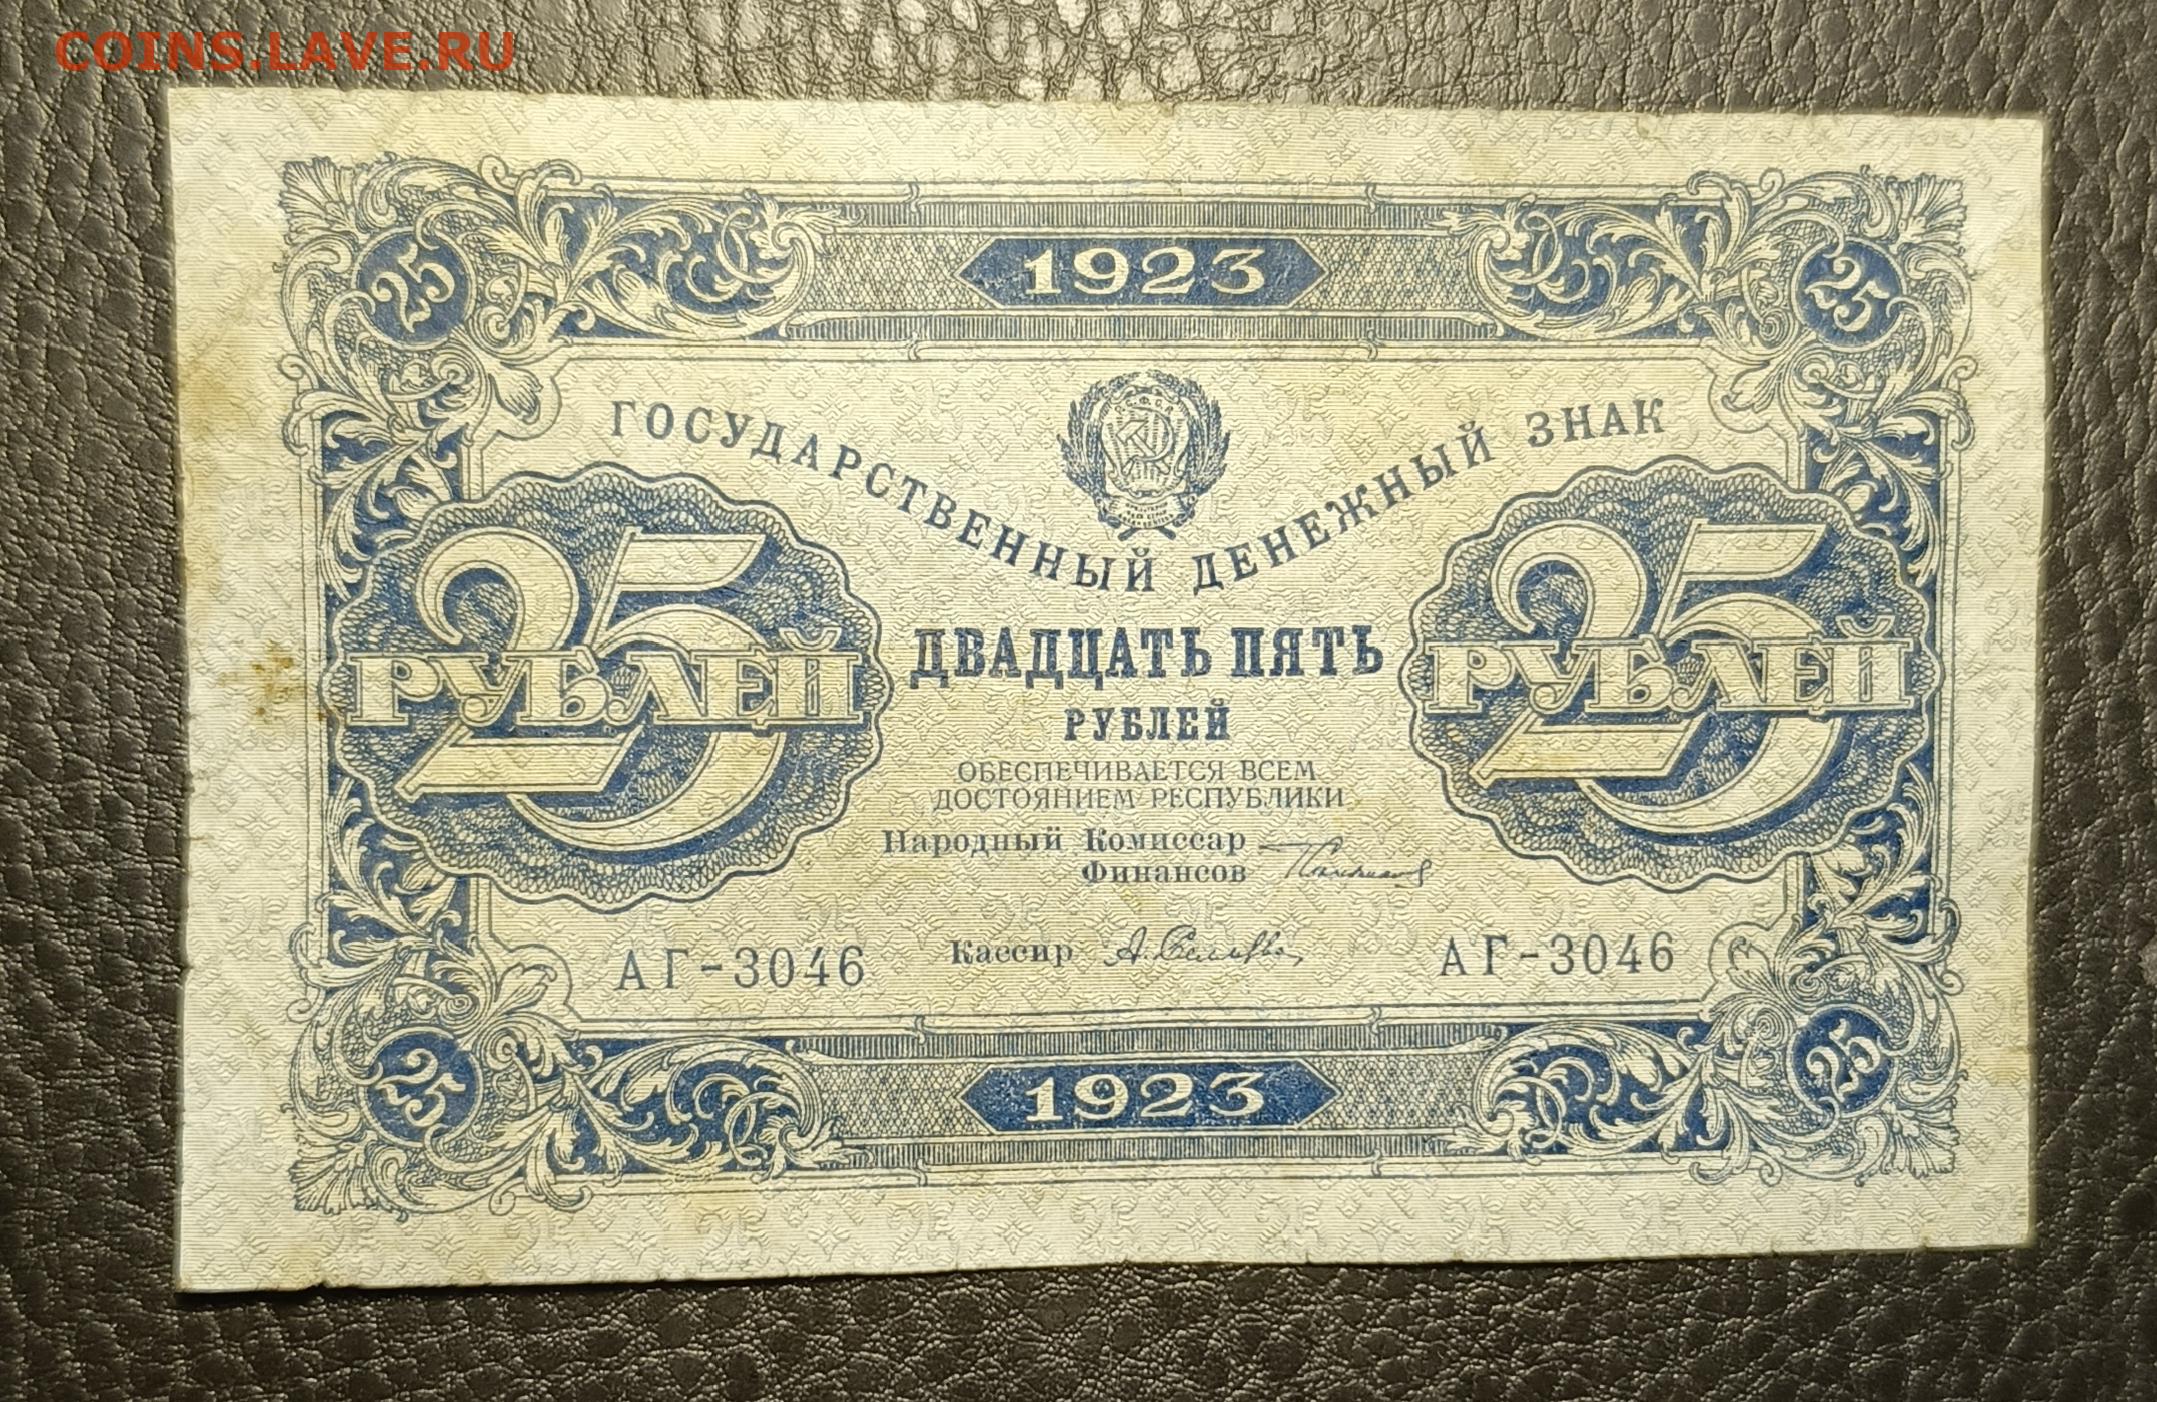 COINS.LAVE.RU
1923
25 25
ГОСУДАРСТВЕННЫЙ ДЕНЕЖНЫЙ ЗНАК
25 РУБЛЕЙ
25 РУБЛЕЙ
ДВАДЦАТЬ ПЯТЬ
РУБЛЕЙ
ОБЕСПЕЧИВАЕТСЯ ВСЕМ
ДОСТОЯНИЕМ РЕСПУБЛИКИ
Народный Комиссар
Финансов
Кассир
АГ-3046 АГ-3046
25 25
1923